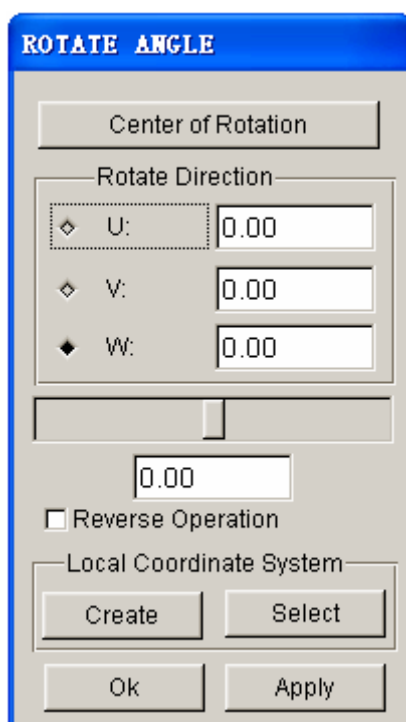 ROTATE ANGLE
Center of Rotation
Rotate Direction
U: 0.00
V: 0.00
W: 0.00
0.00
Reverse Operation
Local Coordinate System
Create Select
Ok Apply